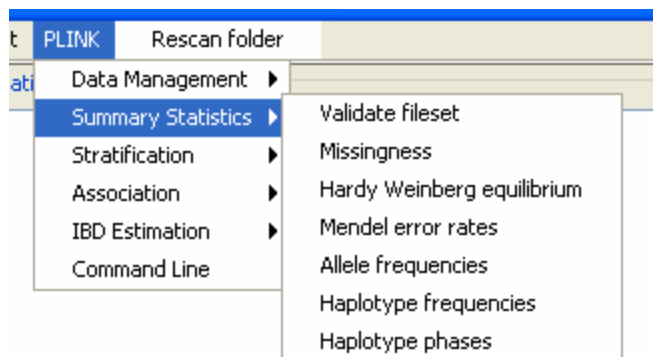 t PLINK Rescan folder
ati Data Management
Summary Statistics
Stratification
Association
IBD Estimation
Command Line
Validate fileset
Missingness
Hardy Weinberg equilibrium
Mendel error rates
Allele frequencies
Haplotype frequencies
Haplotype phases